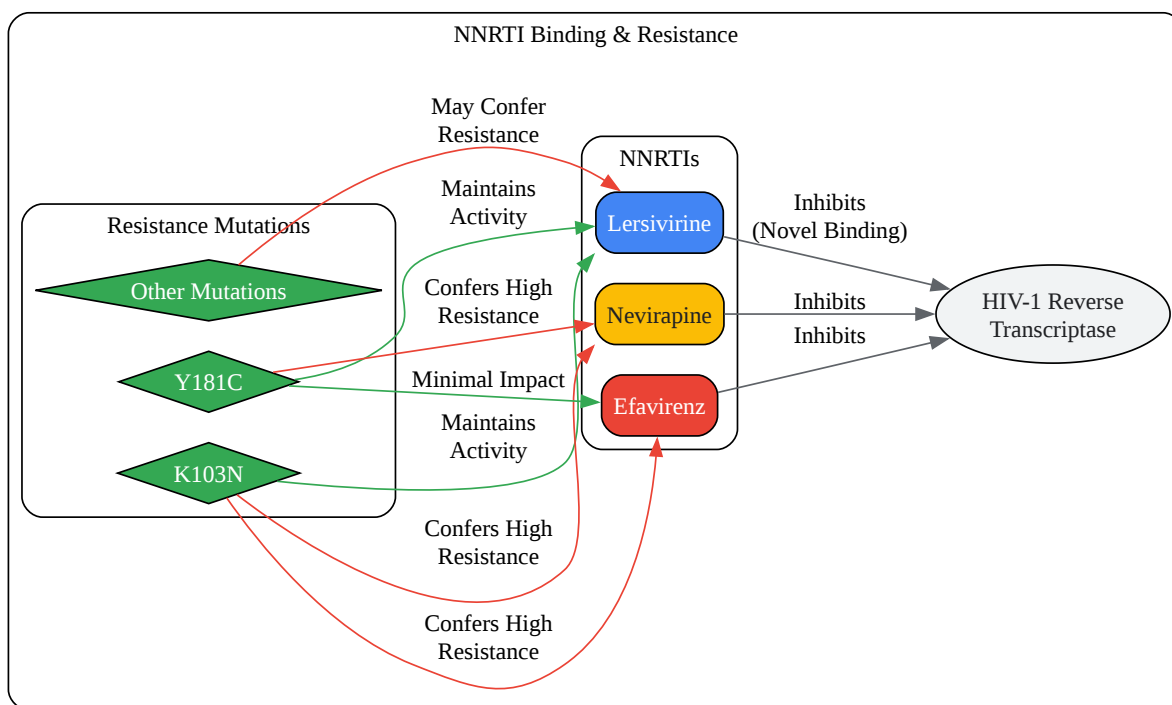 NNRTI Binding & Resistance
May Confer
Resistance
NNRTIs
Maintains
Activity
Resistance Mutations
Lersivirine
Inhibits
(Novel Binding)
Other Mutations
Confers High
Resistance
Nevirapine
Inhibits
HIV-1 Reverse
Transcriptase
Inhibits
Y181C
Minimal Impact
Efavirenz
Maintains
Activity
K103N
Confers High
Resistance
Confers High
Resistance